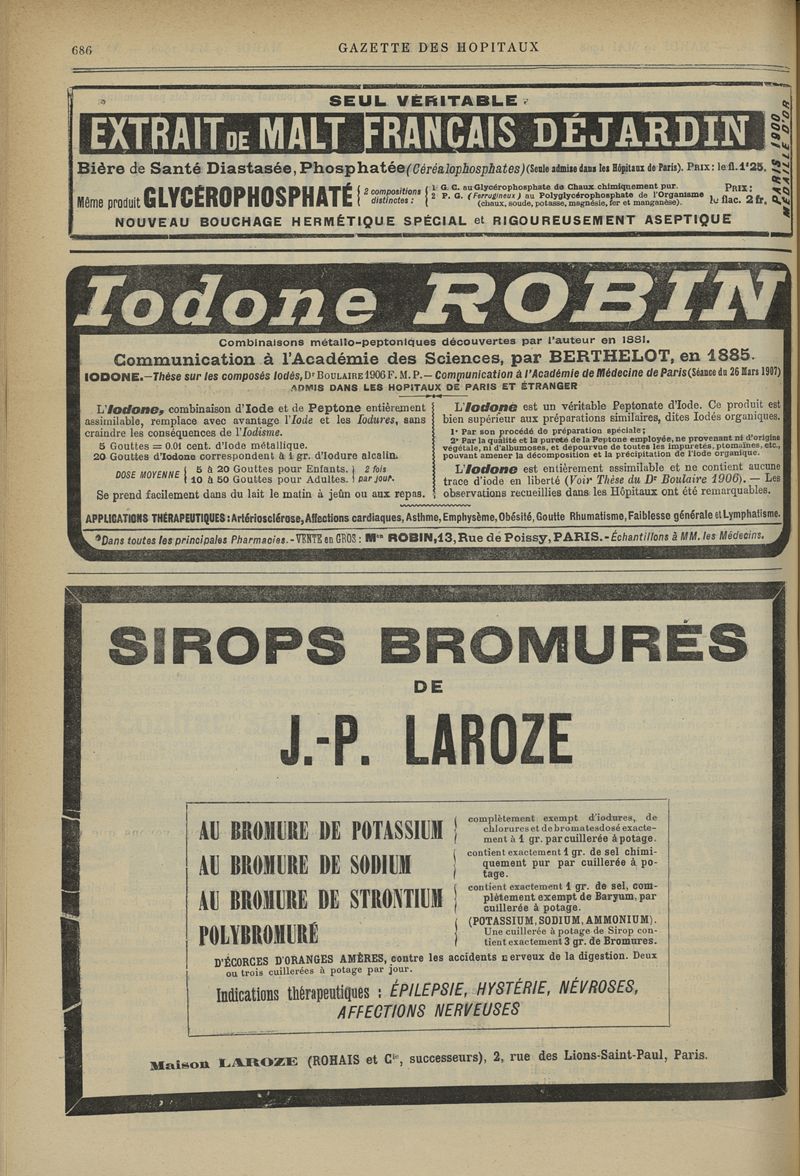 686
GAZETTE DES HOPITAUX
SEUL VÉRITABLE
EXTRAIT DE MALT FRANÇAIS DÉJARDIN
Bière de Santé Diastasée, Phosphatée (Céréalophosphates) (Seule admise dans les Hôpitaux de Paris). PRIX: le fl. 1f25.
Même produit GLYCÉROPHOSPHATÉ
2 compositions
distinctes :
1° G. C. au Glycérophosphate de Chaux chimiquement pur.
2° P. G. (Ferrugineux) au Polyglycérophosphate de l'Organisme
(chaux, soude, potasse, magnésie, fer et manganèse).
PRIX:
le flac. 2 fr.
NOUVEAU BOUCHAGE HERMÉTIQUE SPÉCIAL et RIGOUREUSEMENT ASEPTIQUE
PARIS 1900
MÉDAILLE D'OR
Iodone ROBIN
Combinaisons métallo-peptoniques découvertes par l'auteur en 1881.
Communication à l'Académie des Sciences, par BERTHELOT, en 1885.
IODONE.—Thèse sur les composés Iodés, Dr BOULAIRE 1906 F. M. P.— Communication à l'Académie de Médecine de Paris (Séance du 26 Mars 1907)
ADMIS DANS LES HOPITAUX DE PARIS ET ÉTRANGER
L'Iodone, combinaison d'Iode et de Peptone entièrement
assimilable, remplace avec avantage l'Iode et les Iodures, sans
craindre les conséquences de l'Iodisme.
5 Gouttes = 0.01 cent. d'Iode métallique.
20 Gouttes d'Iodone correspondent à 1 gr. d'Iodure alcalin.
DOSE MOYENNE
5 à 20 Gouttes pour Enfants.
10 à 50 Gouttes pour Adultes.
2 fois
par jour.
Se prend facilement dans du lait le matin à jeûn ou aux repas.
L'Iodone est un véritable Peptonate d'Iode. Ce produit est
bien supérieur aux préparations similaires, dites Iodés organiques.
1° Par son procédé de préparation spéciale;
2° Par la qualité et la pureté de la Peptone employée, ne provenant ni d'origine
végétale, ni d'albumoses, et dépourvue de toutes les impuretés, ptomaïnes, etc.,
pouvant amener la décomposition et la précipitation de l'iode organique.
L'Iodone est entièrement assimilable et ne contient aucune
trace d'iode en liberté (Voir Thèse du Dr Boulaire 1906). — Les
observations recueillies dans les Hôpitaux ont été remarquables.
APPLICATIONS THÉRAPEUTIQUES : Artériosclérose, Affections cardiaques, Asthme, Emphysème, Obésité, Goutte Rhumatisme, Faiblesse générale et Lymphatisme.
Dans toutes les principales Pharmacies. - VENTE en GROS : Mon ROBIN, 13, Rue de Poissy, PARIS. - Échantillons à MM. les Médecins.
SIROPS BROMURÉS
DE
J.-P. LAROZE
AU BROMURE DE POTASSIUM
complètement exempt d'iodures, de
chlorures et de bromates dosé exacte-
ment à 1 gr. par cuillerée à potage.
AU BROMURE DE SODIUM
contient exactement 1 gr. de sel chimi-
quement pur par cuillerée à po-
tage.
AU BROMURE DE STRONTIUM
contient exactement 1 gr. de sel, com-
plètement exempt de Baryum, par
cuillerée à potage.
POLYBROMURÉ
(POTASSIUM, SODIUM, AMMONIUM).
Une cuillerée à potage de Sirop con-
tient exactement 3 gr. de Bromures.
D'ÉCORCES D'ORANGES AMÈRES, contre les accidents nerveux de la digestion. Deux
ou trois cuillerées à potage par jour.
Indications thérapeutiques : ÉPILEPSIE, HYSTÉRIE, NÉVROSES,
AFFECTIONS NERVEUSES
Maison LAROZE (ROHAIS et Cie, successeurs), 2, rue des Lions-Saint-Paul, Paris.